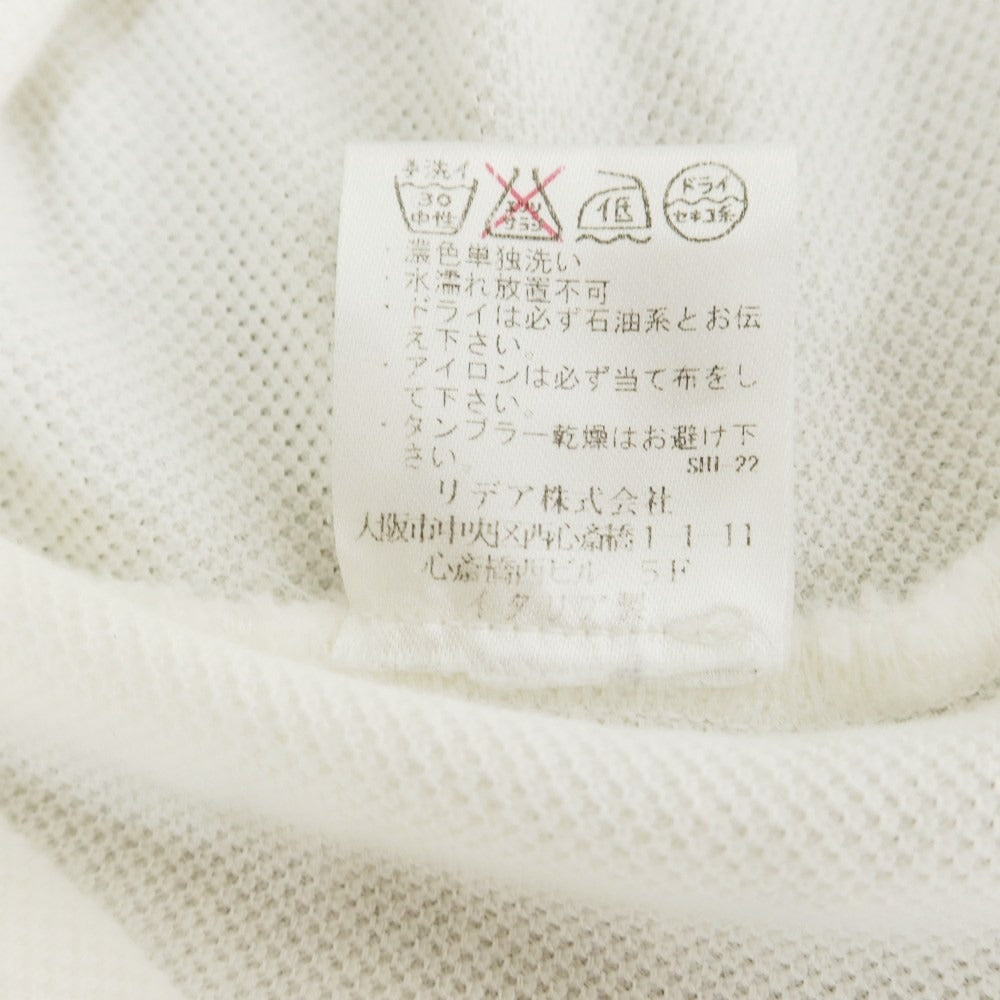 手洗イ
30 中性 エンソ サラシ 低 ドライ セキユ系
・濃色単独洗い
・水濡れ放置不可
・ドライは必ず石油系とお伝
え下さい。
・アイロンは必ず当て布をし
て下さい。
・タンブラー乾燥はお避け下
さい。 SHI-22
リデア株式会社
大阪市中央区西心斎橋1-1-11
心斎橋西ビル 5F
イタリア製